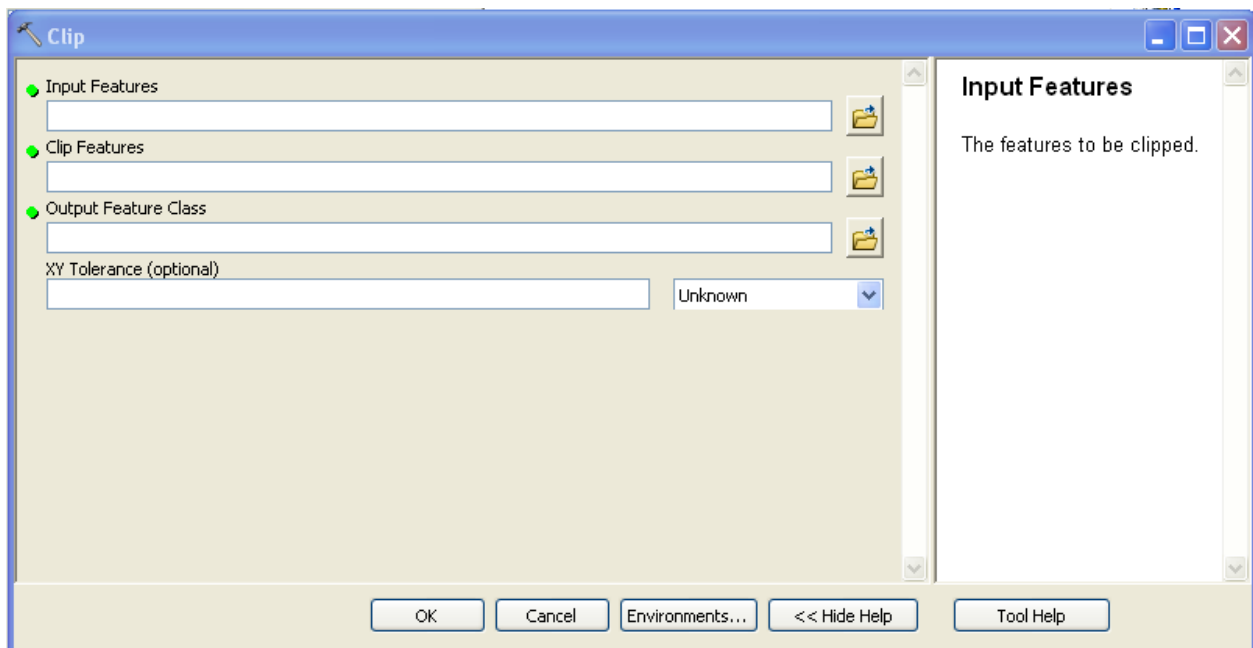 Clip
Input Features
Clip Features
Output Feature Class
XY Tolerance (optional)
Unknown
Input Features
The features to be clipped.
OK Cancel Environments... << Hide Help Tool Help